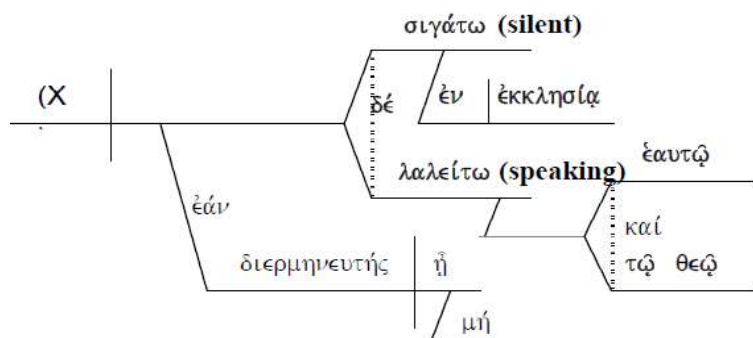 σιγάτω (silent)
(X
δέ
ἐν ἐκκλησίᾳ
λαλείτω (speaking)
ἑαυτῷ
ἐάν
καί
διερμηνευτής ᾖ
τῷ θεῷ
μή